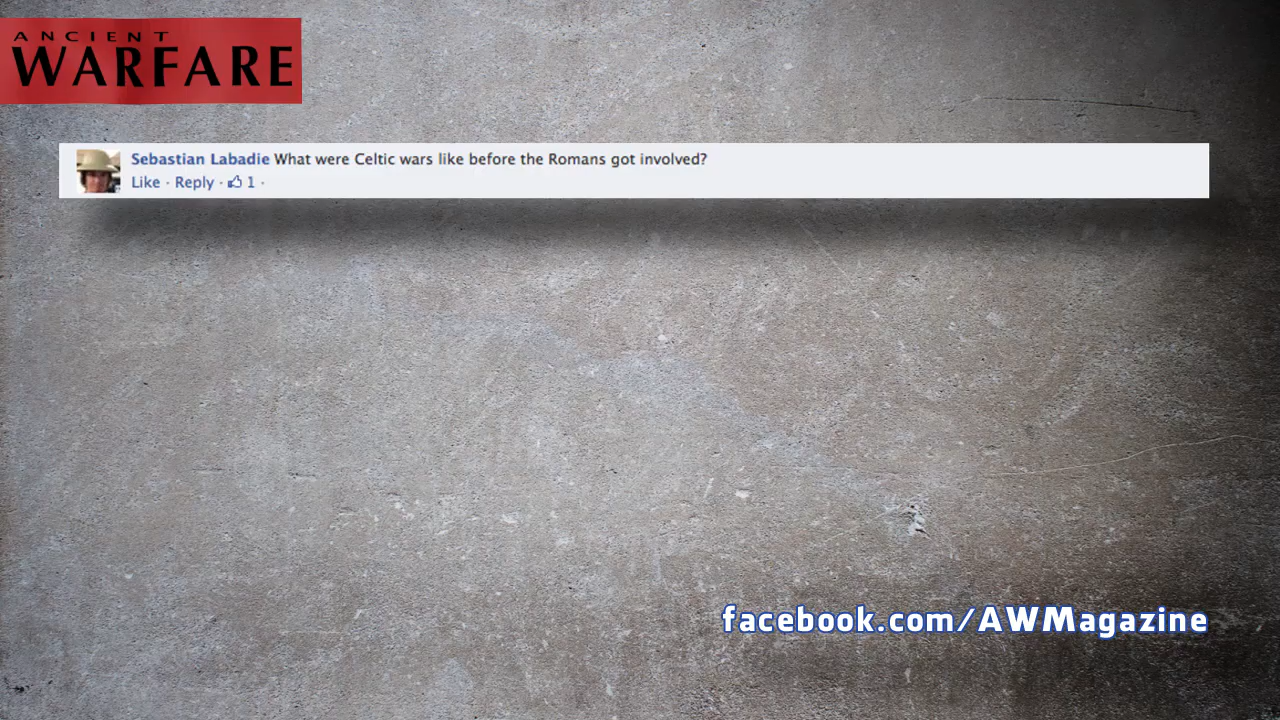 ANCIENT
WARFARE
Sebastian Labadie What were Celtic wars like before the Romans got involved?
Like · Reply · 1 ·
facebook.com/AWMagazine